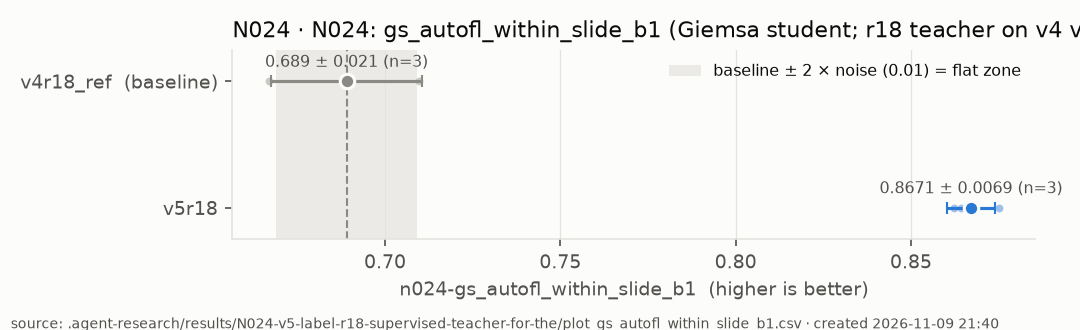 N024 · N024: gs_autofl_within_slide_b1 (Giemsa student; r18 teacher on v4 v
0.689 ± 0.021 (n=3)
v4r18_ref (baseline)
baseline ± 2 × noise (0.01) = flat zone
0.8671 ± 0.0069 (n=3)
v5r18
0.70 0.75 0.80 0.85
n024-gs_autofl_within_slide_b1 (higher is better)
source: .agent-research/results/N024-v5-label-r18-supervised-teacher-for-the/plot_gs_autofl_within_slide_b1.csv · created 2026-11-09 21:40